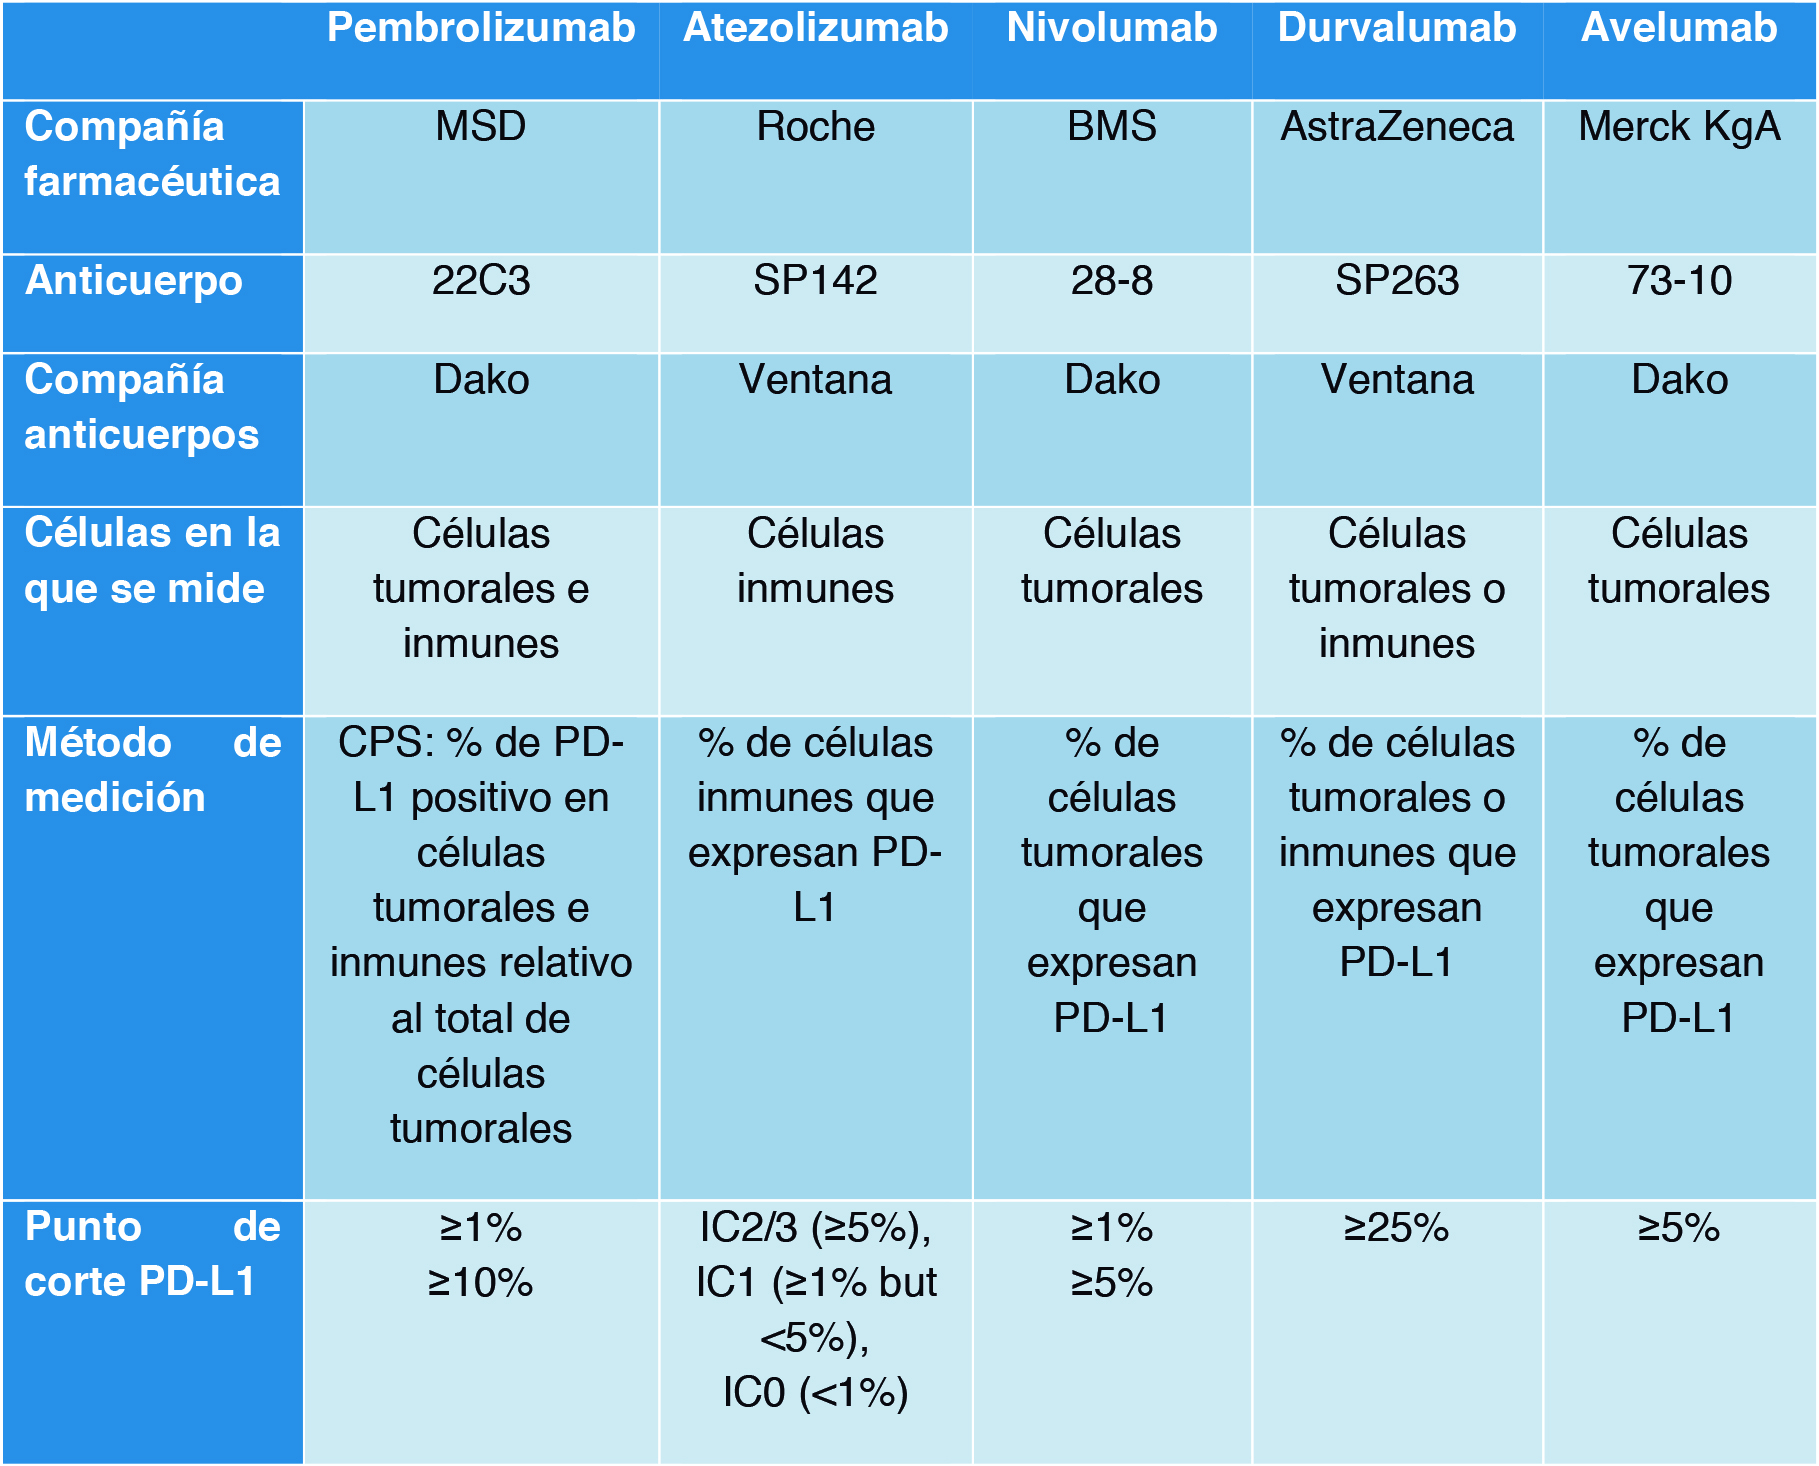 Pembrolizumab Atezolizumab Nivolumab Durvalumab Avelumab
Compañía farmacéutica MSD Roche BMS AstraZeneca Merck KgA
Anticuerpo 22C3 SP142 28-8 SP263 73-10
Compañía anticuerpos Dako Ventana Dako Ventana Dako
Células en la
que se mide
Células
tumorales e
inmunes
Células
inmunes
Células
tumorales
Células
tumorales o
inmunes
Células
tumorales
Método de
medición
CPS: % de PD-
L1 positivo en
células
tumorales e
inmunes relativo
al total de
células
tumorales
% de células
inmunes que
expresan PD-
L1
% de
células
tumorales
que
expresan
PD-L1
% de células
tumorales o
inmunes que
expresan
PD-L1
% de
células
tumorales
que
expresan
PD-L1
Punto de
corte PD-L1
≥1%
≥10%
IC2/3 (≥5%),
IC1 (≥1% but
<5%),
IC0 (<1%)
≥1%
≥5%
≥25%
≥5%